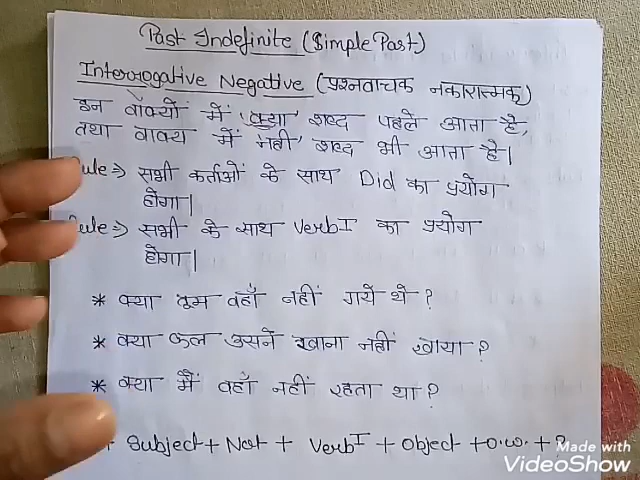 Past Indefinite (Simple Past)
Interrogative Negative (प्रश्नवाचक नकारात्मक)
इन वाक्यों में 'क्या' शब्द पहले आता है,
तथा वाक्य में 'नहीं' शब्द भी आता है।
ule ⇒ सभी कर्ताओं के साथ Did का प्रयोग
होगा।
ule ⇒ सभी के साथ Verb I का प्रयोग
होगा।
* क्या तुम वहाँ नहीं गये थे ?
* क्या कल उसने खाना नहीं खाया ?
* क्या मैं वहाँ नहीं रहता था ?
+ Subject + Not + Verb I + Object + O.W. + ?
Made with
VideoShow